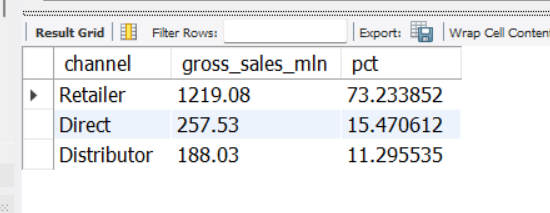 Result Grid Filter Rows: Export: Wrap Cell Conten
channel gross_sales_mln pct
Retailer 1219.08 73.233852
Direct 257.53 15.470612
Distributor 188.03 11.295535